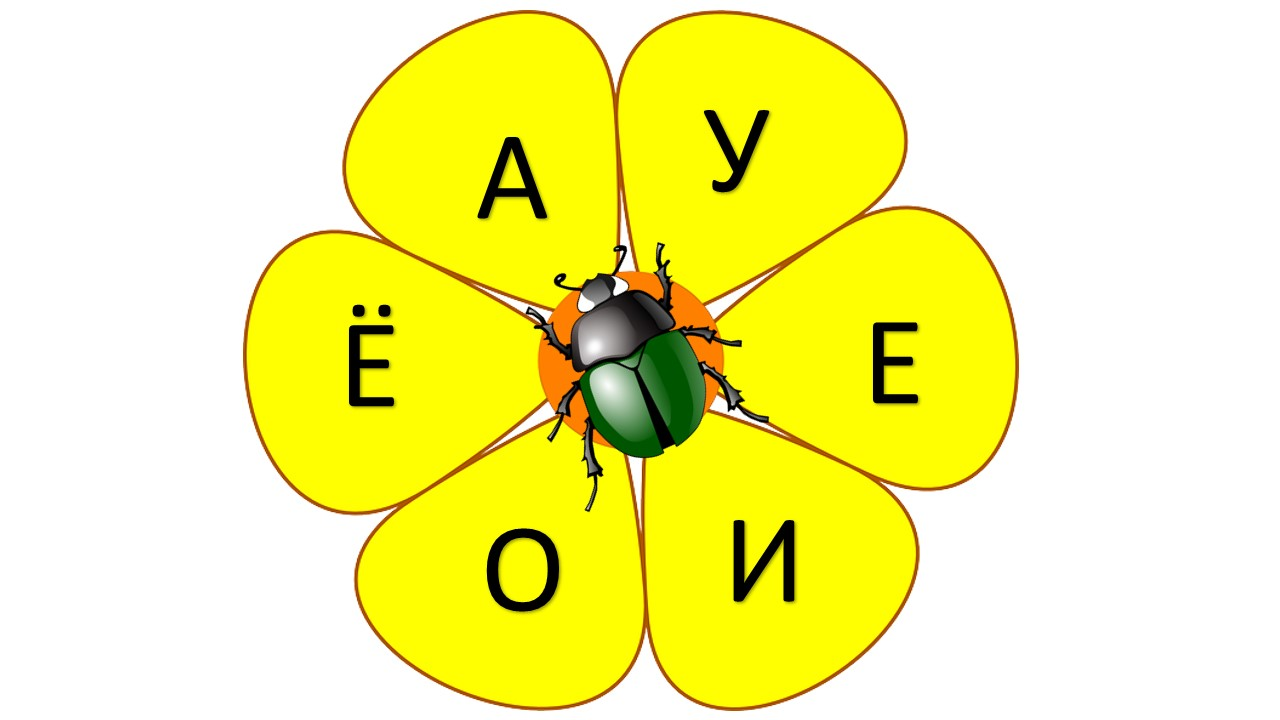 А У
Ё Е
О И